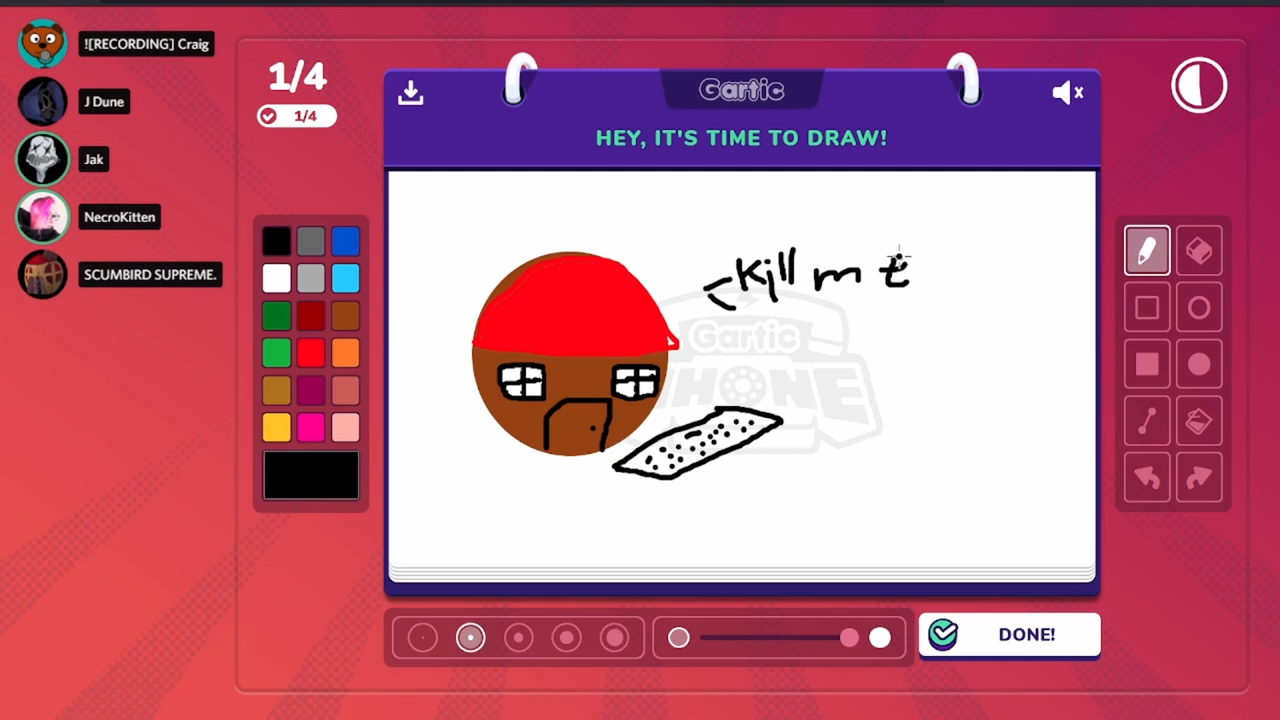 ![RECORDING] Craig
J Dune
Jak
NecroKitten
SCUMBIRD SUPREME.
1/4
1/4
Gartic
HEY, IT'S TIME TO DRAW!
Kill m t
Gartic
PHONE
DONE!